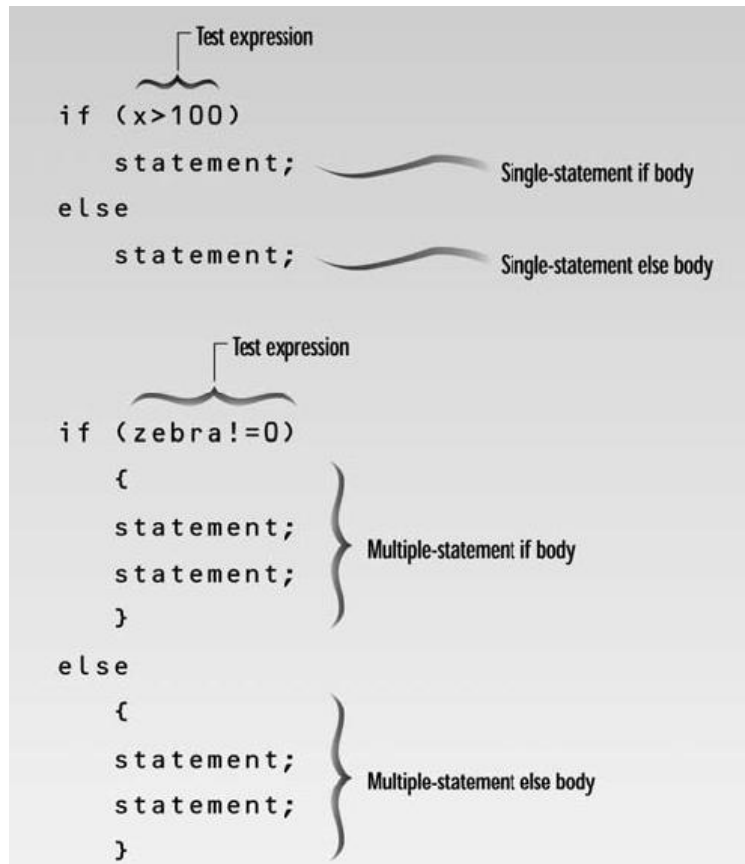 Test expression
if (x>100)
statement;
Single-statement if body
else
statement;
Single-statement else body
Test expression
if (zebra!=0)
{
statement;
statement;
}
Multiple-statement if body
else
{
statement;
statement;
}
Multiple-statement else body